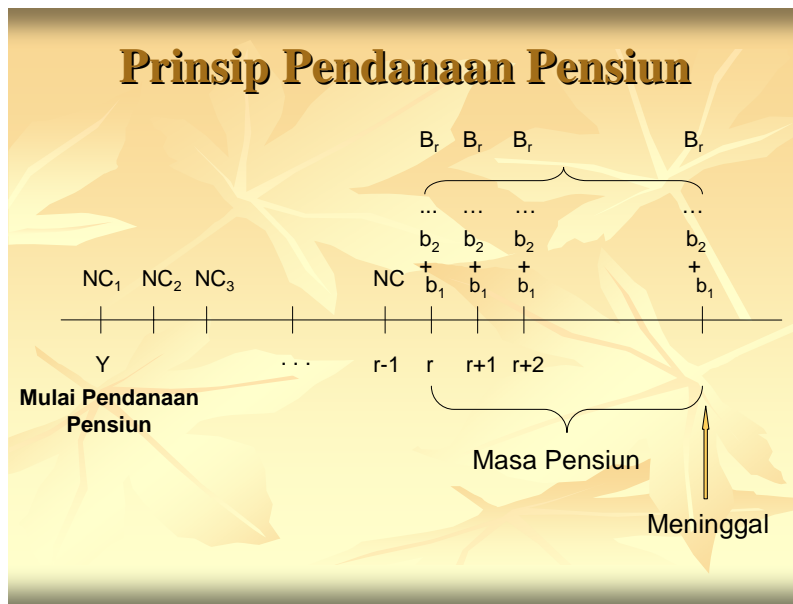 Prinsip Pendanaan Pensiun
Bᵣ Bᵣ Bᵣ Bᵣ
... … … …
b₂ b₂ b₂ b₂
+ + + +
NC₁ NC₂ NC₃ NC b₁ b₁ b₁ b₁
Y . . . r-1 r r+1 r+2
Mulai Pendanaan
Pensiun
Masa Pensiun
Meninggal